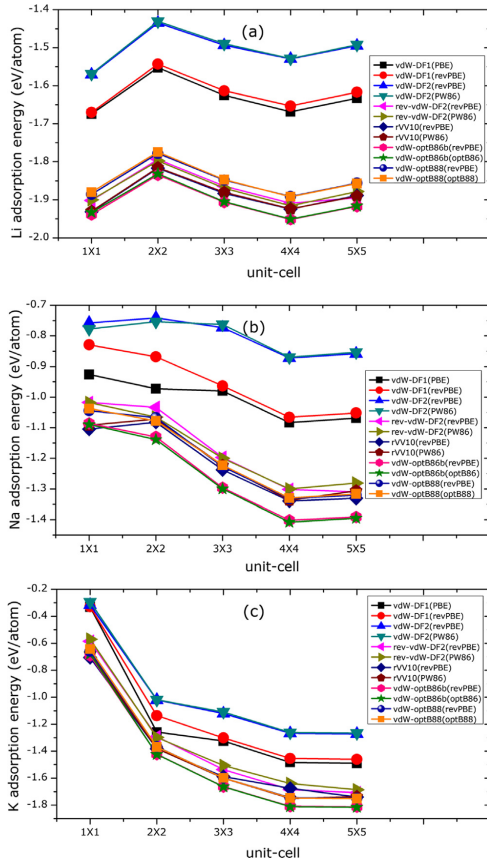 (a)
Li adsorption energy (eV/atom)
-1.4
-1.5
-1.6
-1.7
-1.8
-1.9
-2.0
vdW-DF1(PBE)
vdW-DF1(revPBE)
vdW-DF2(revPBE)
vdW-DF2(PW86)
rev-vdW-DF2(revPBE)
rev-vdW-DF2(PW86)
rVV10(revPBE)
rVV10(PW86)
vdW-optB86b(revPBE)
vdW-optB86b(optB86)
vdW-optB88(revPBE)
vdW-optB88(optB88)
1X1 2X2 3X3 4X4 5X5
unit-cell
(b)
Na adsorption energy (eV/atom)
-0.7
-0.8
-0.9
-1.0
-1.1
-1.2
-1.3
-1.4
vdW-DF1(PBE)
vdW-DF1(revPBE)
vdW-DF2(revPBE)
vdW-DF2(PW86)
rev-vdW-DF2(revPBE)
rev-vdW-DF2(PW86)
rVV10(revPBE)
rVV10(PW86)
vdW-optB86b(revPBE)
vdW-optB86b(optB86)
vdW-optB88(revPBE)
vdW-optB88(optB88)
1X1 2X2 3X3 4X4 5X5
unit-cell
(c)
K adsorption energy (eV/atom)
-0.2
-0.4
-0.6
-0.8
-1.0
-1.2
-1.4
-1.6
-1.8
vdW-DF1(PBE)
vdW-DF1(revPBE)
vdW-DF2(revPBE)
vdW-DF2(PW86)
rev-vdW-DF2(revPBE)
rev-vdW-DF2(PW86)
rVV10(revPBE)
rVV10(PW86)
vdW-optB86b(revPBE)
vdW-optB86b(optB86)
vdW-optB88(revPBE)
vdW-optB88(optB88)
1X1 2X2 3X3 4X4 5X5
unit-cell